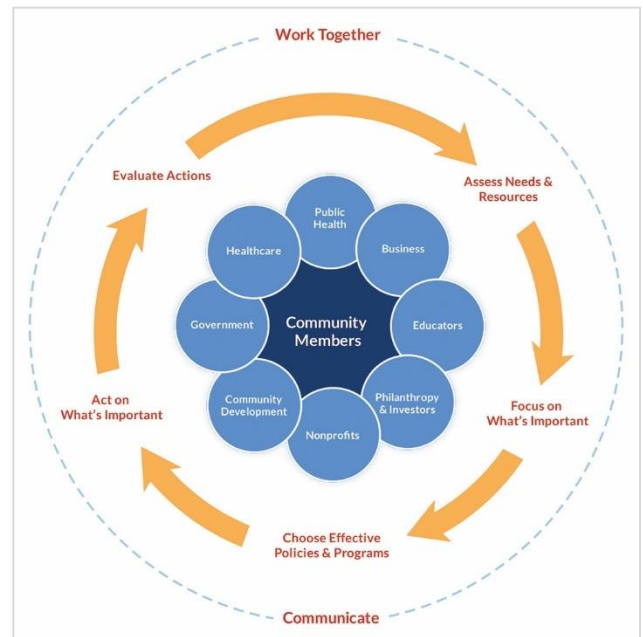 Work Together
Evaluate Actions
Assess Needs &
Resources
Public
Health
Healthcare
Business
Government
Community
Members
Educators
Community
Development
Philanthropy
& Investors
Nonprofits
Act on
What's Important
Focus on
What's Important
Choose Effective
Policies & Programs
Communicate